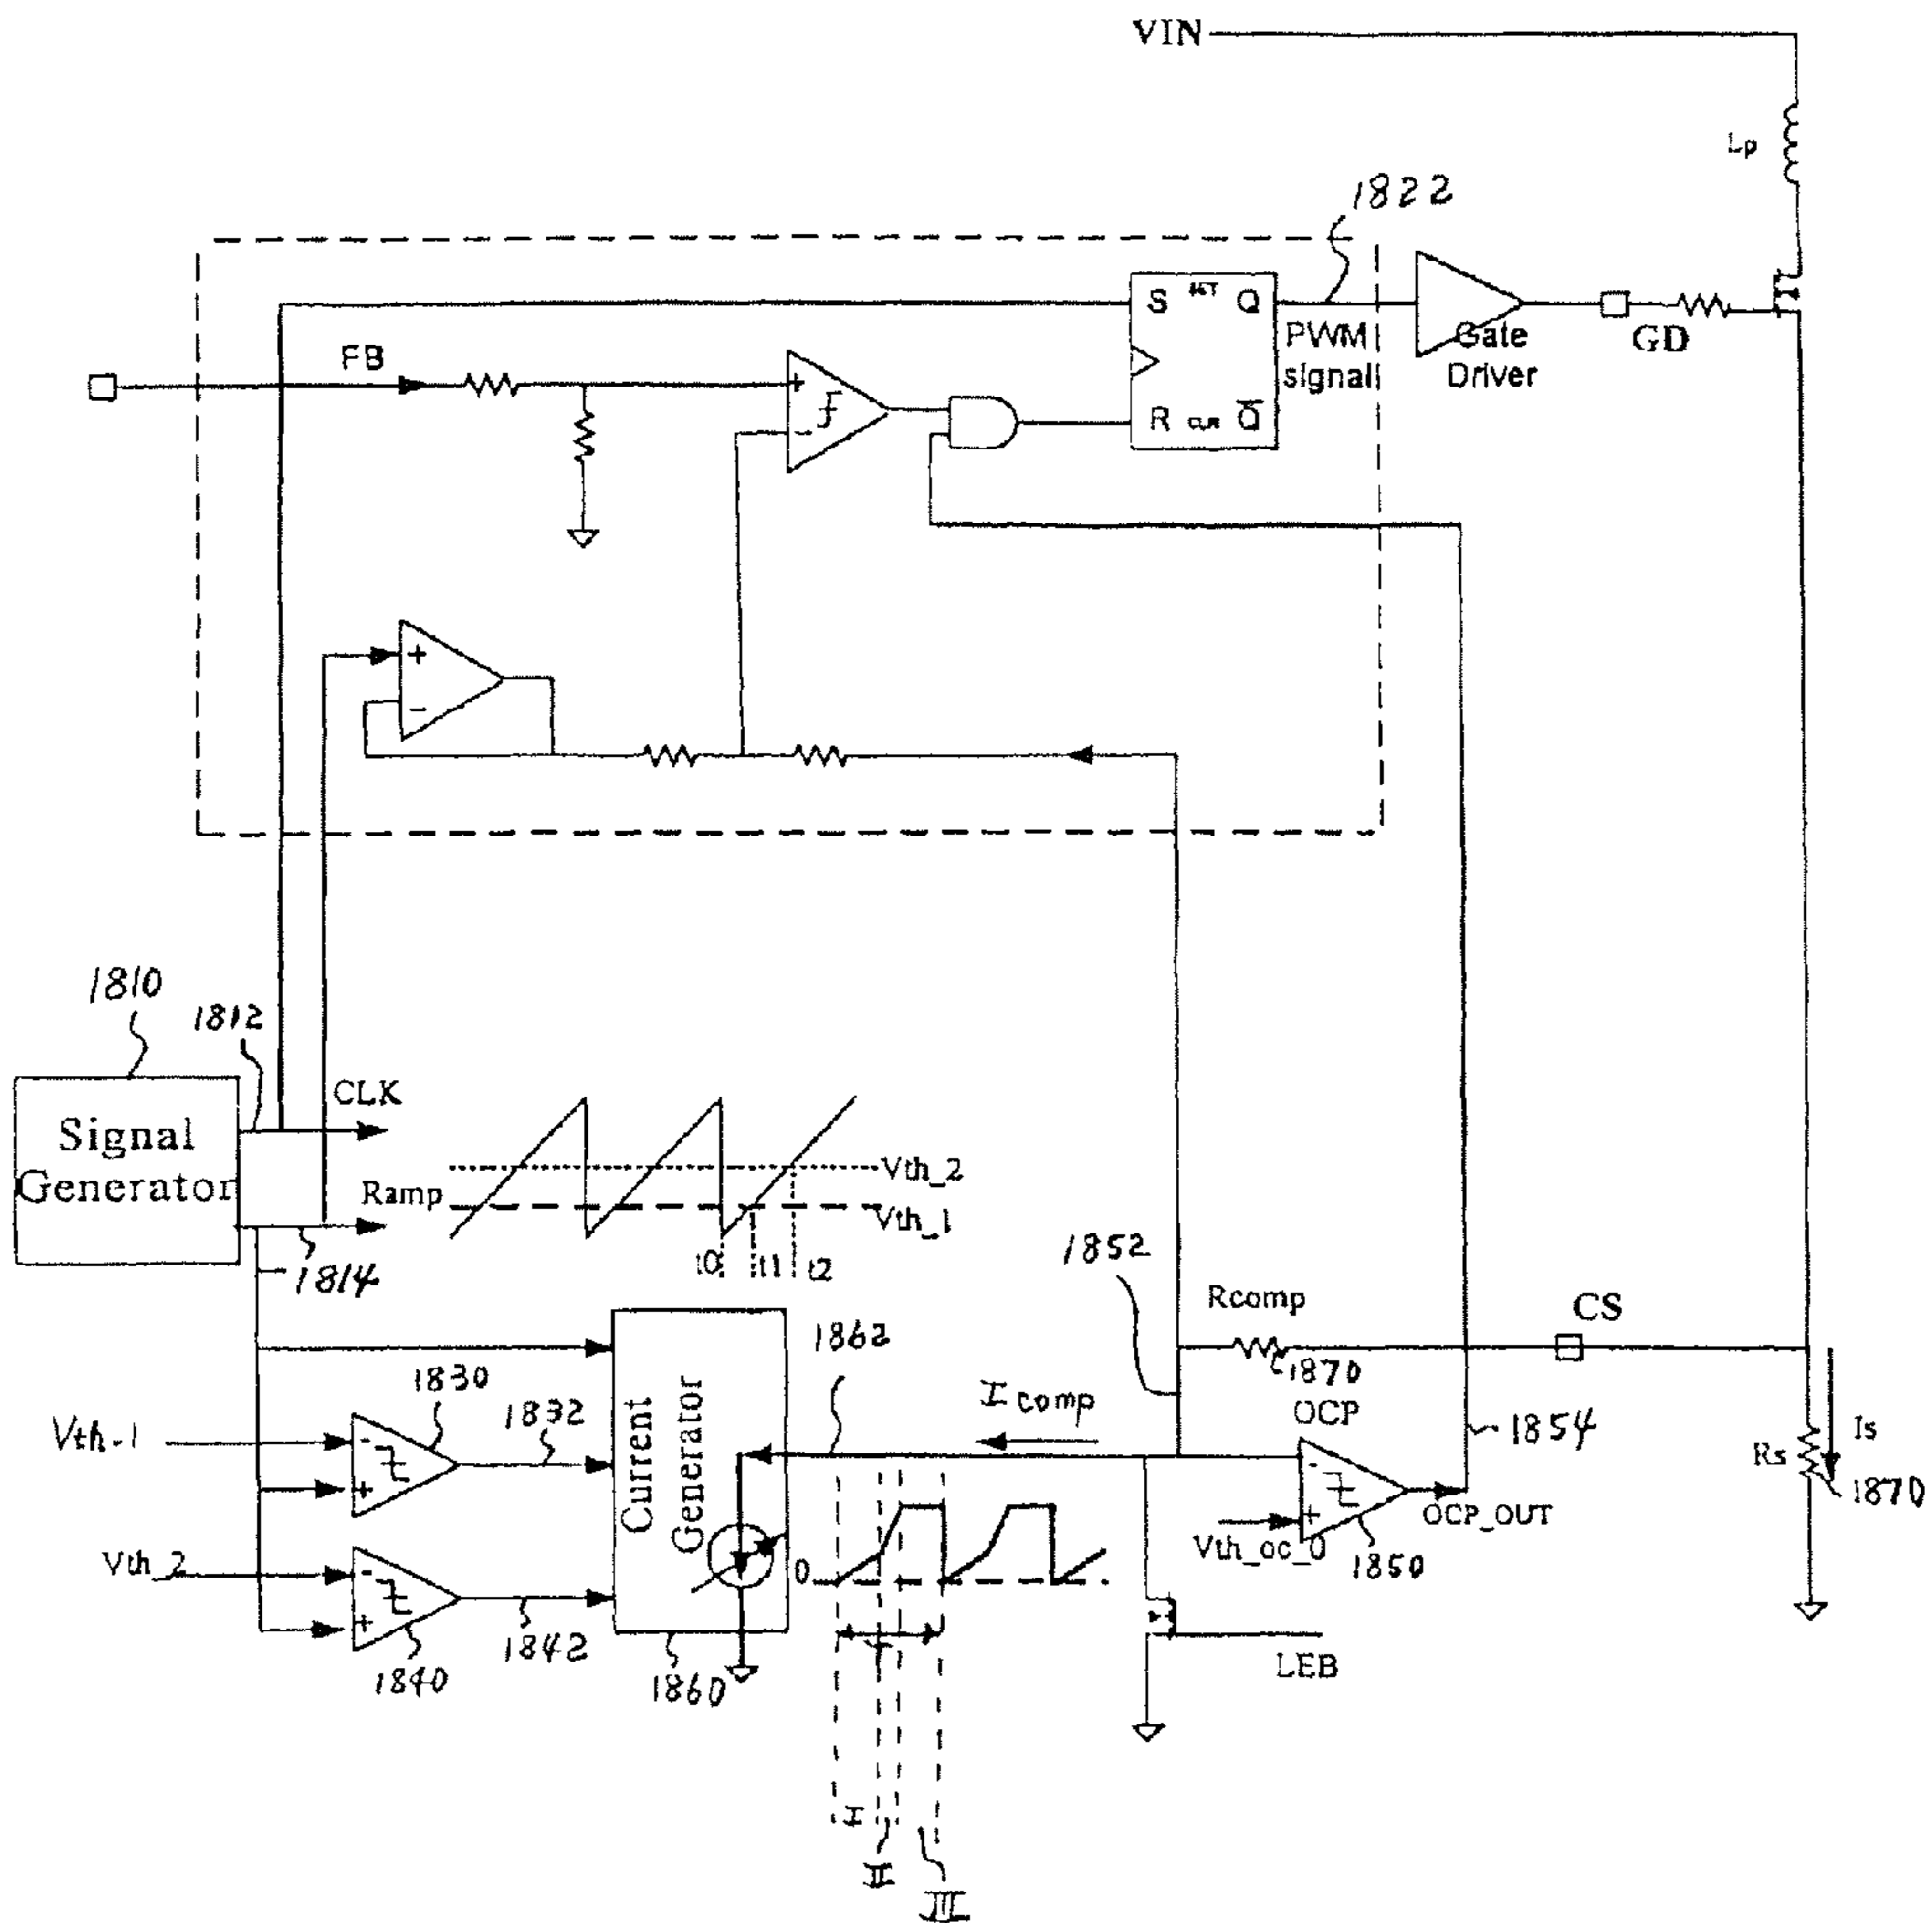 VIN
Lp
1822
S SET Q
PWM signal
R CLR Q̅
Gate Driver
GD
FB
+
-
+
-
1810
1812
CLK
Signal Generator
Ramp
1814
Vth_2
Vth_1
t0 t1 t2
1852
Rcomp
1870
CS
1862
Icomp
OCP
1854
Is
Rs
1870
Vth-1
1830
1832
-
+
Current Generator
-
+
OCP_OUT
Vth_oc_0
1850
Vth_2
-
+
1842
1840
1860
0
T
LEB
I
II
III